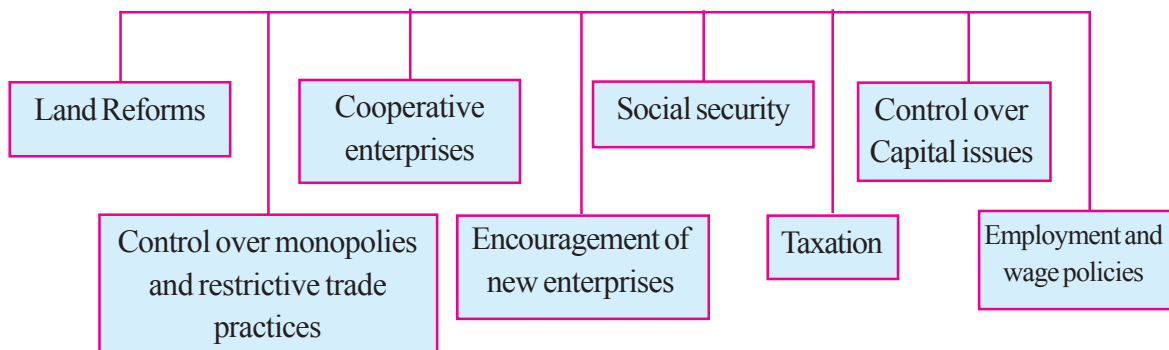 Land Reforms
Cooperative
enterprises
Social security
Control over
Capital issues
Control over monopolies
and restrictive trade
practices
Encouragement of
new enterprises
Taxation
Employment and
wage policies